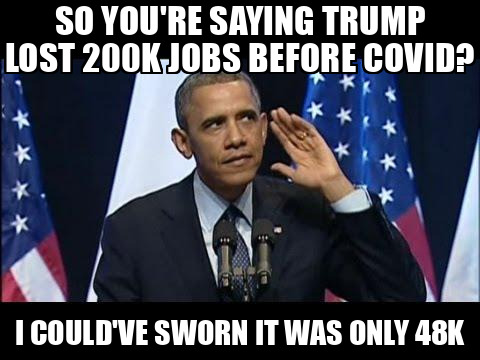 SO YOU'RE SAYING TRUMP
LOST 200K JOBS BEFORE COVID?
I COULD'VE SWORN IT WAS ONLY 48K